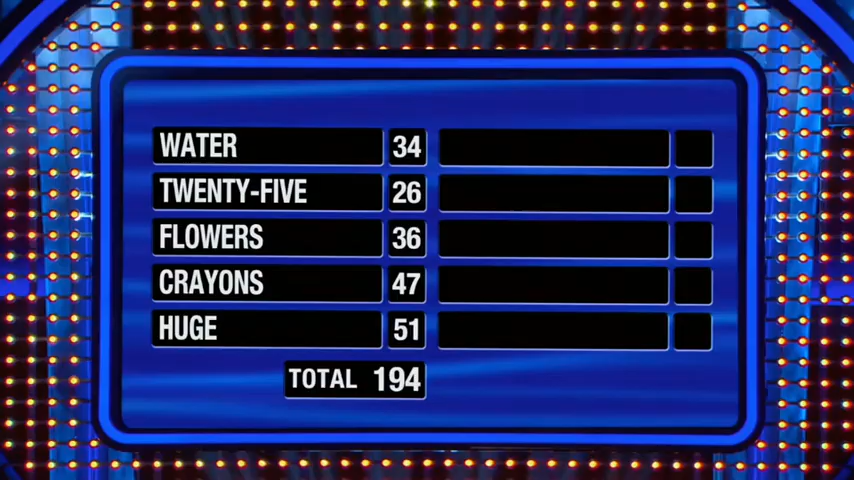 WATER 34
TWENTY-FIVE 26
FLOWERS 36
CRAYONS 47
HUGE 51
TOTAL 194